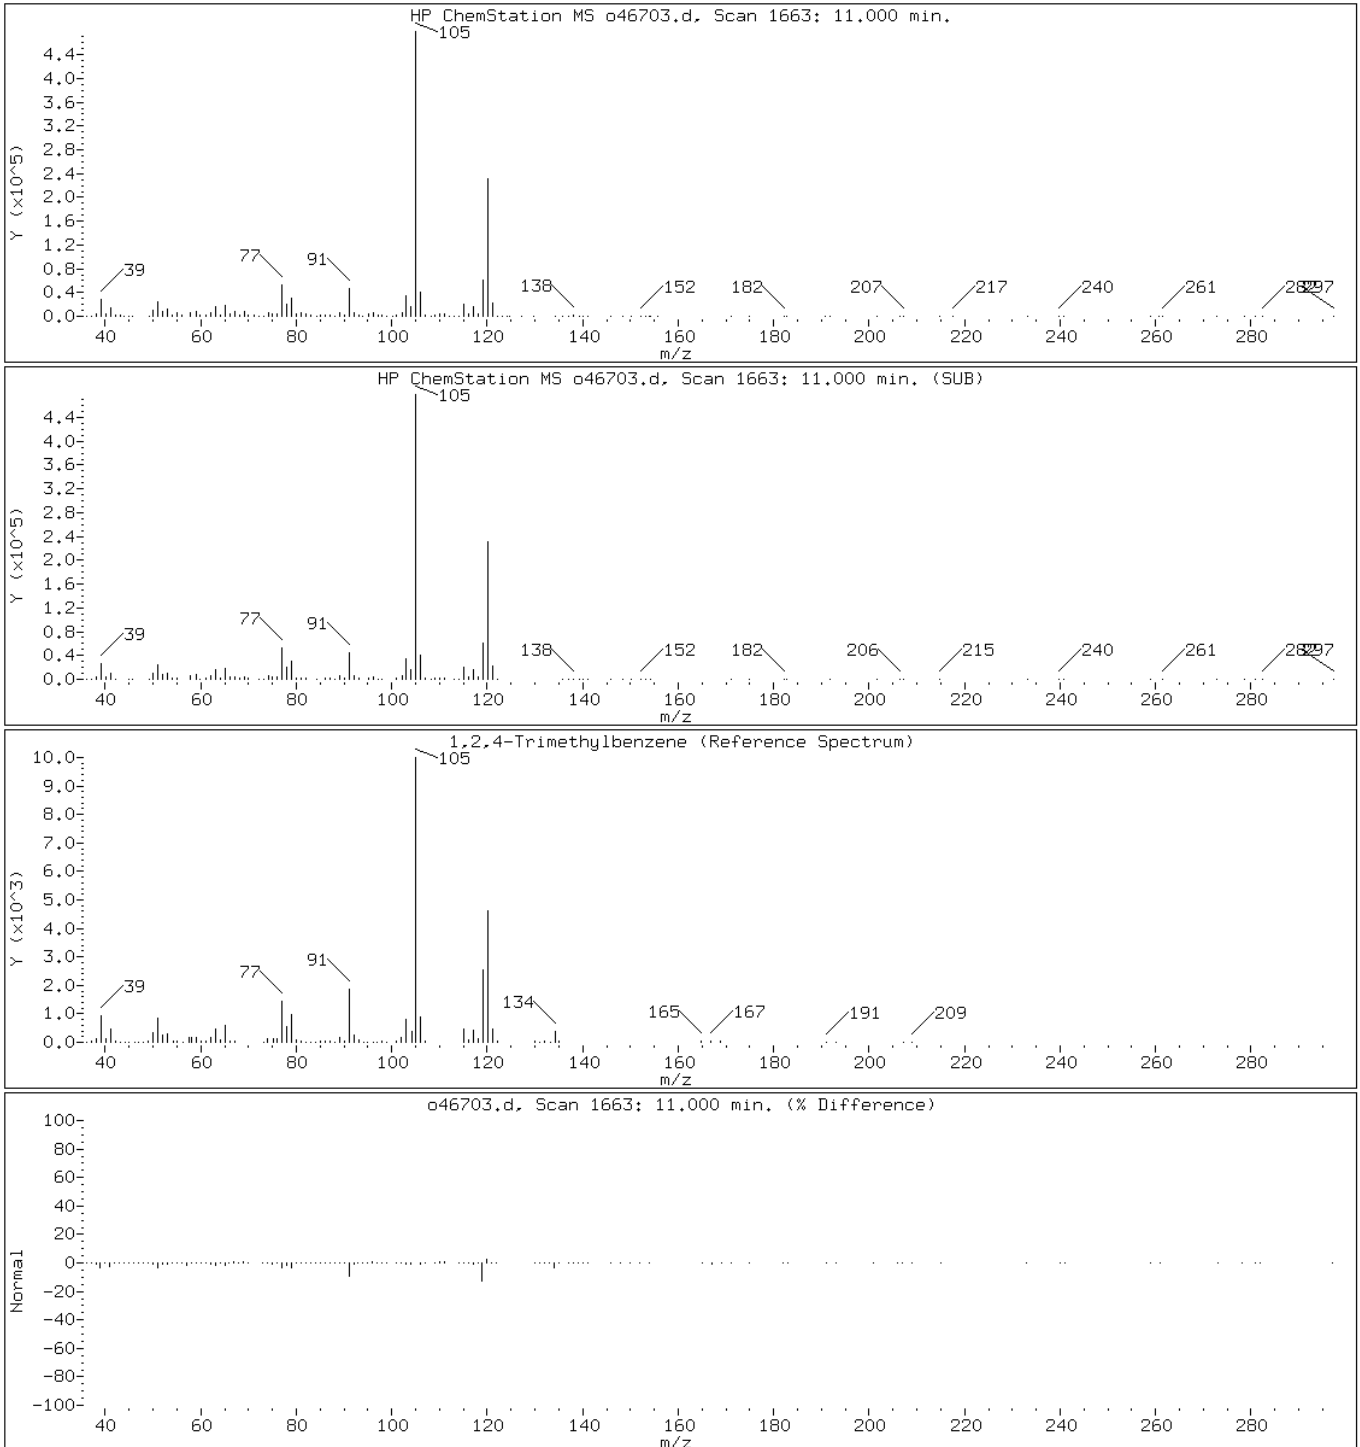 HP ChemStation MS o46703.d, Scan 1663: 11.000 min.
105
4.4
4.0
3.6
3.2
2.8
2.4
2.0
1.6
1.2
0.8
0.4
0.0
Y (x10^5)
39 77 91 138 152 182 207 217 240 261 297
40 60 80 100 120 140 160 180 200 220 240 260 280
m/z
HP ChemStation MS o46703.d, Scan 1663: 11.000 min. (SUB)
105
4.4
4.0
3.6
3.2
2.8
2.4
2.0
1.6
1.2
0.8
0.4
0.0
Y (x10^5)
39 77 91 138 152 182 206 215 240 261 297
40 60 80 100 120 140 160 180 200 220 240 260 280
m/z
1,2,4-Trimethylbenzene (Reference Spectrum)
105
10.0
9.0
8.0
7.0
6.0
5.0
4.0
3.0
2.0
1.0
0.0
Y (x10^3)
39 77 91 134 165 167 191 209
40 60 80 100 120 140 160 180 200 220 240 260 280
m/z
o46703.d, Scan 1663: 11.000 min. (% Difference)
100
80
60
40
20
0
-20
-40
-60
-80
-100
Normal
40 60 80 100 120 140 160 180 200 220 240 260 280
m/z